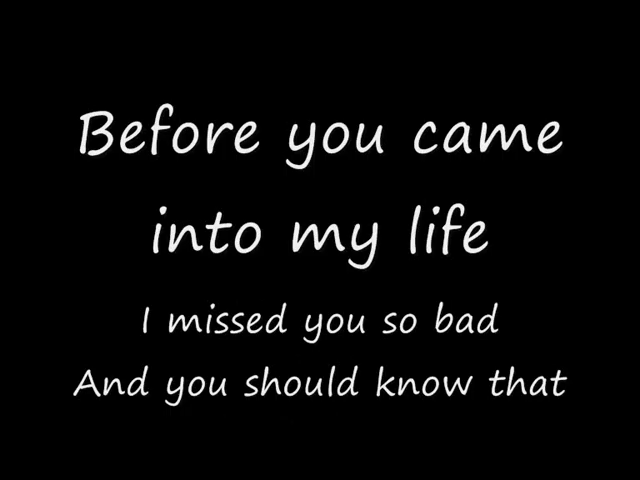 Before you came
into my life
I missed you so bad
And you should know that